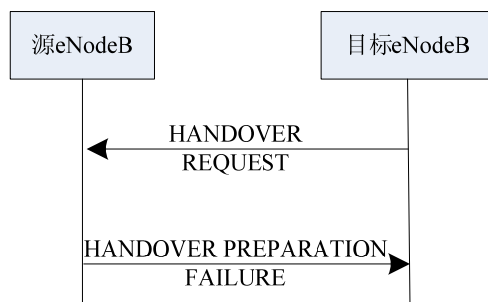 源eNodeB
目标eNodeB
HANDOVER
REQUEST
HANDOVER PREPARATION
FAILURE